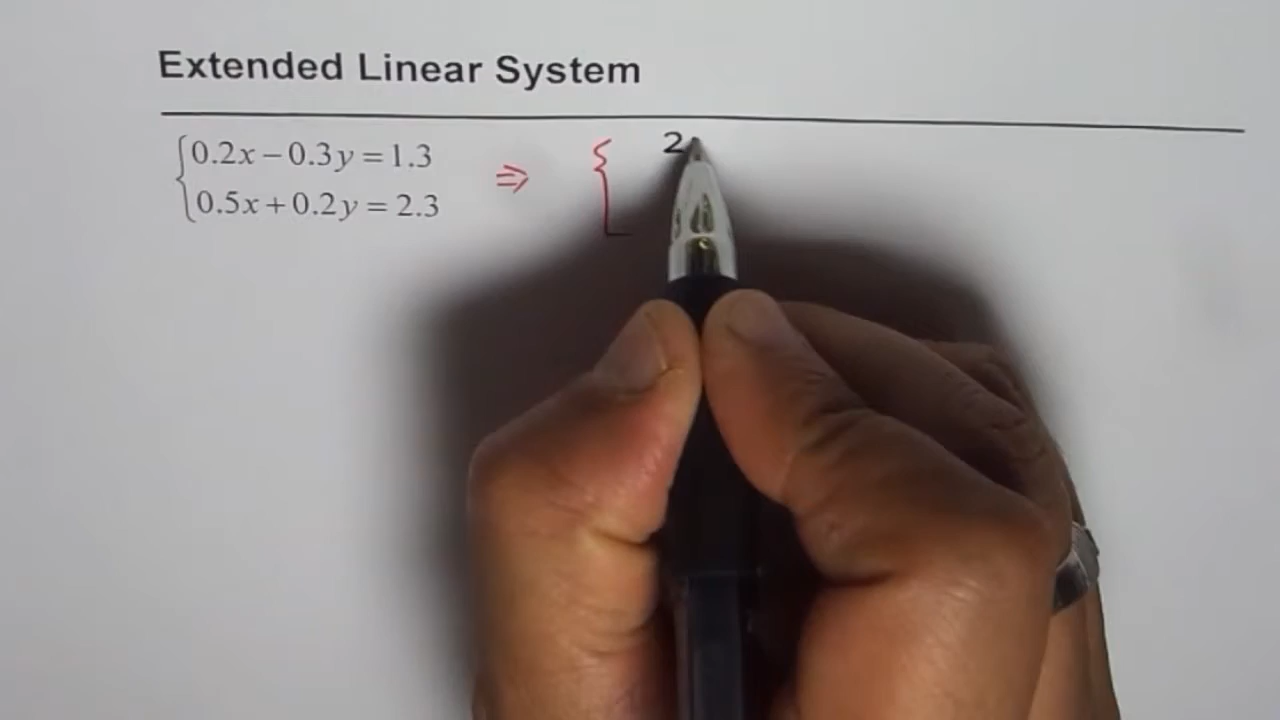 Extended Linear System
0.2x − 0.3y = 1.3 ⇒ { 2
0.5x + 0.2y = 2.3